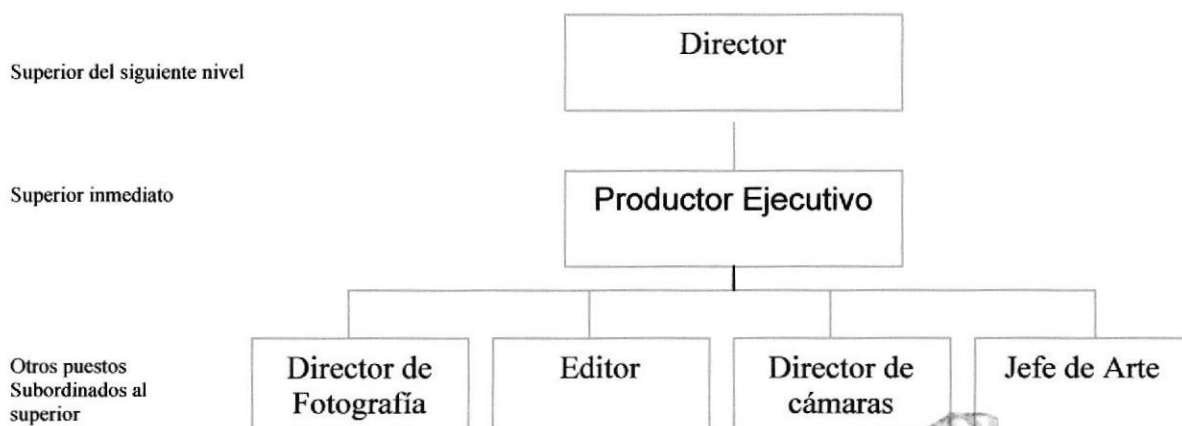 Director
Superior del siguiente nivel
Superior inmediato
Productor Ejecutivo
Otros puestos
Subordinados al
superior
Director de
Fotografía
Editor
Director de
cámaras
Jefe de Arte